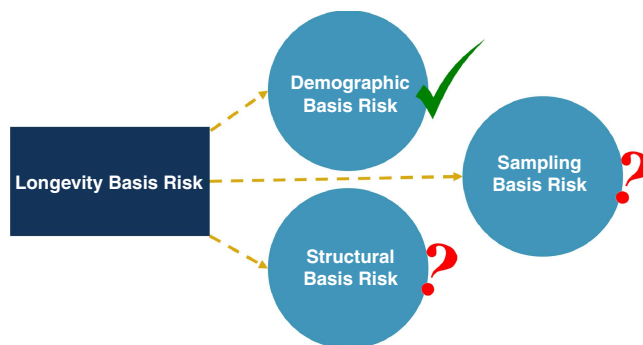 Demographic
Basis Risk
Longevity Basis Risk
Sampling
Basis Risk
?
Structural
Basis Risk
?